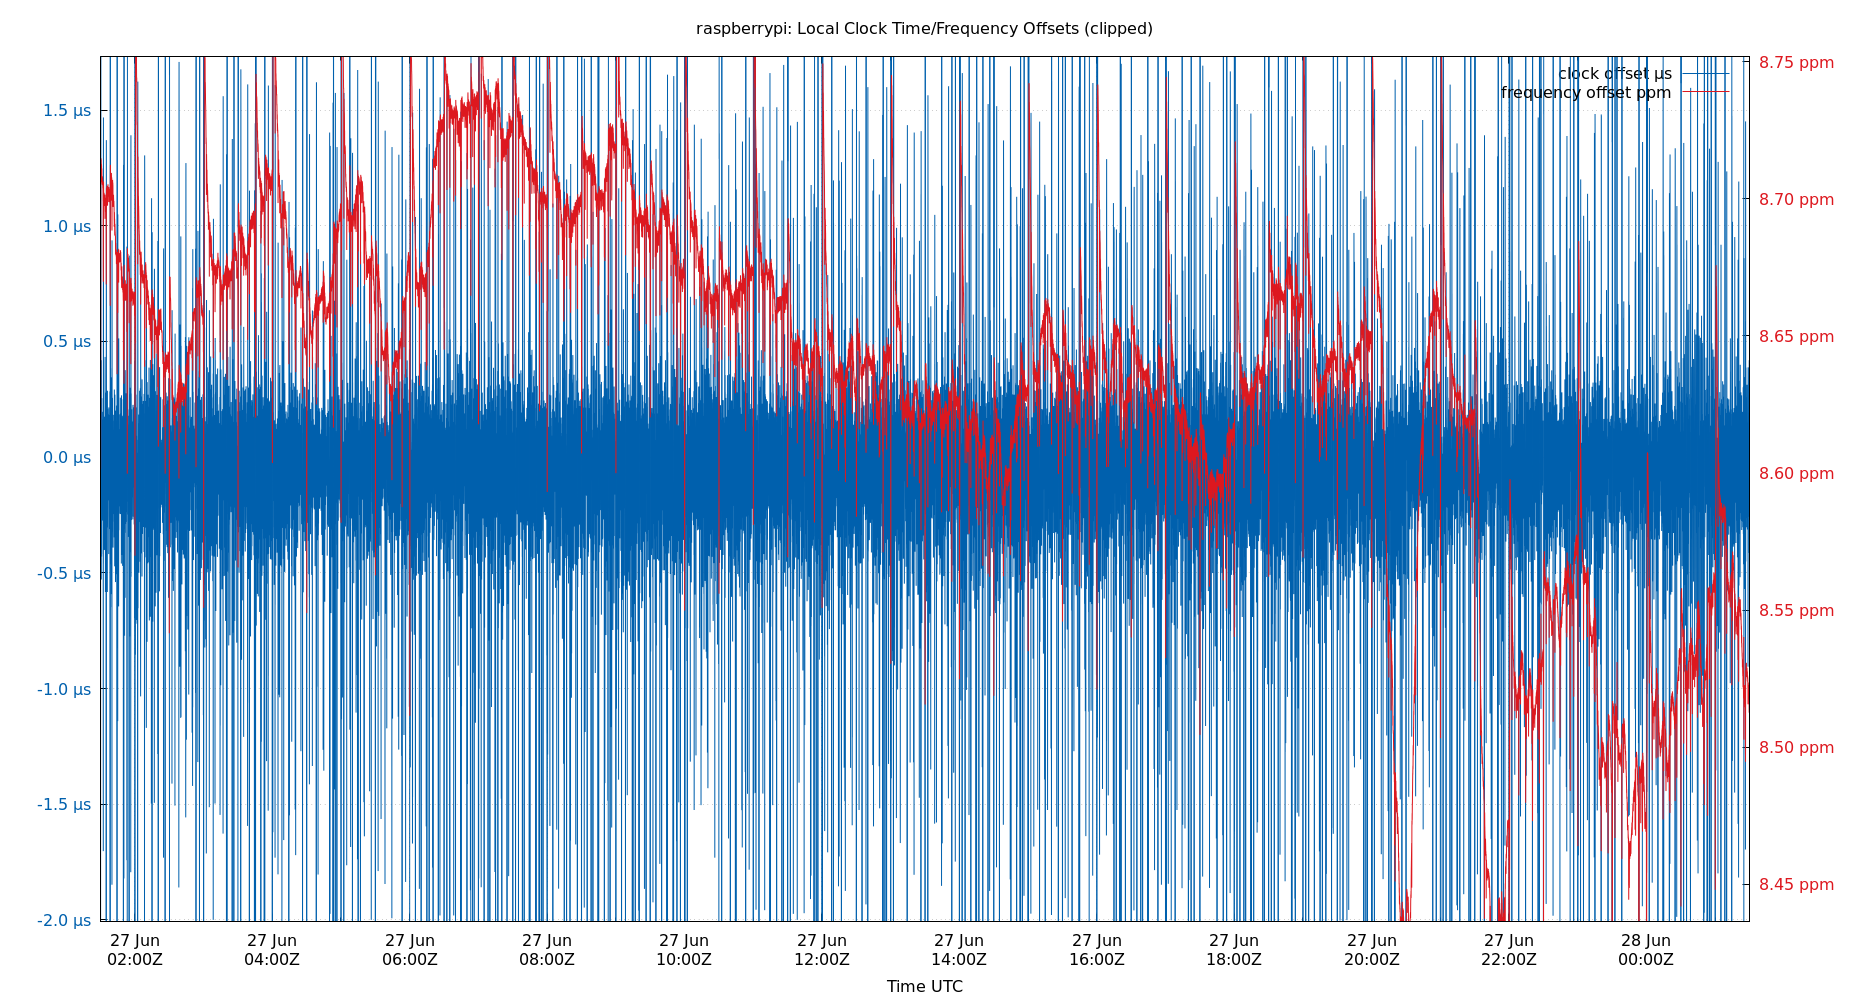 raspberrypi: Local Clock Time/Frequency Offsets (clipped)
clock offset µs
frequency offset ppm
1.5 µs
1.0 µs
0.5 µs
0.0 µs
-0.5 µs
-1.0 µs
-1.5 µs
-2.0 µs
8.75 ppm
8.70 ppm
8.65 ppm
8.60 ppm
8.55 ppm
8.50 ppm
8.45 ppm
27 Jun 27 Jun 27 Jun 27 Jun 27 Jun 27 Jun 27 Jun 27 Jun 27 Jun 27 Jun 27 Jun 28 Jun
02:00Z 04:00Z 06:00Z 08:00Z 10:00Z 12:00Z 14:00Z 16:00Z 18:00Z 20:00Z 22:00Z 00:00Z
Time UTC